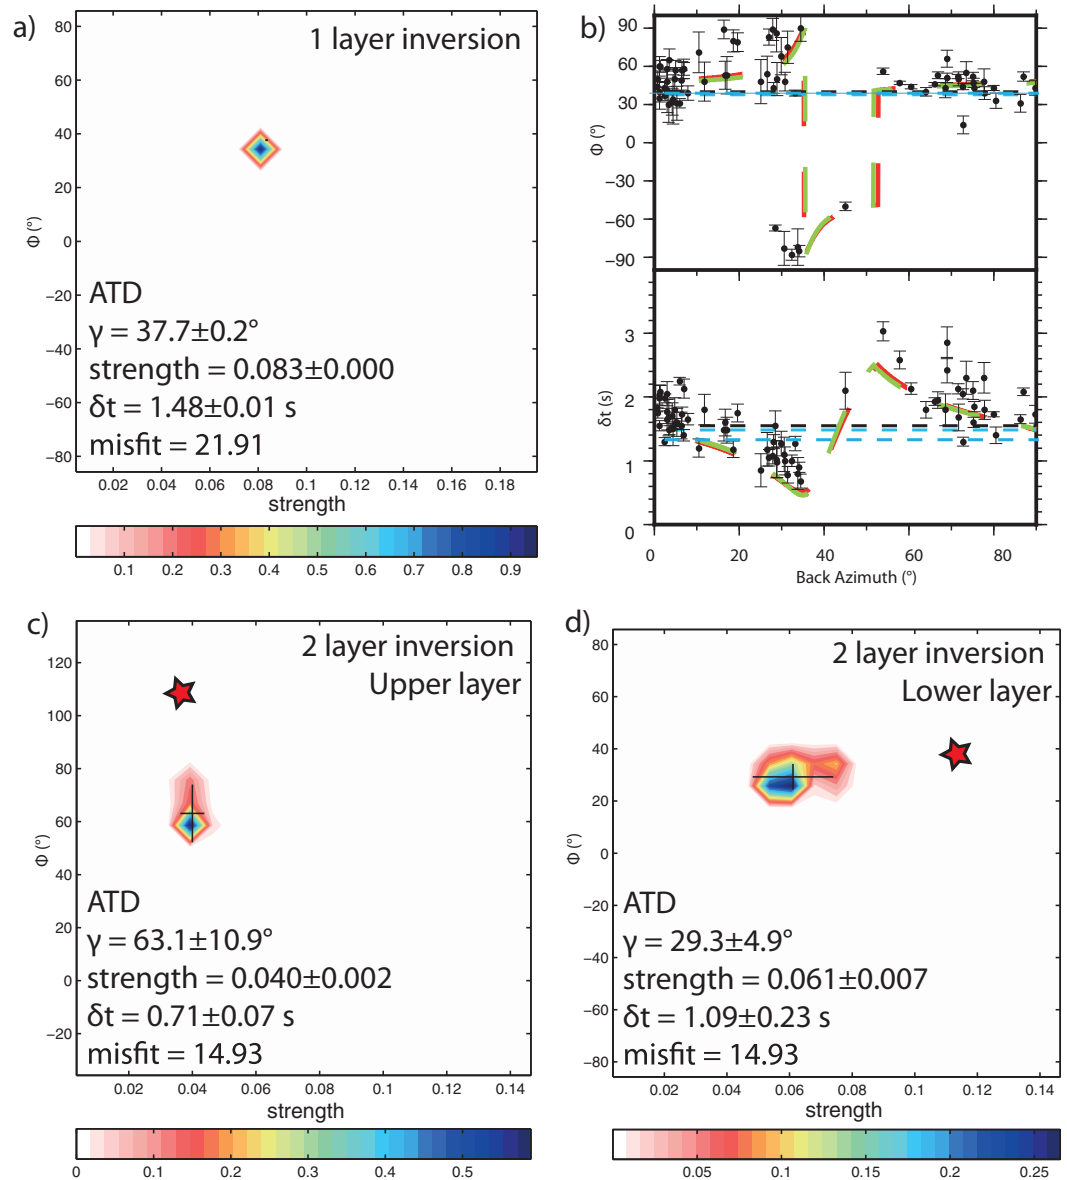 a)
1 layer inversion
80
60
40
20
0
−20
−40
−60
−80
Φ (°)
ATD
γ = 37.7±0.2°
strength = 0.083±0.000
δt = 1.48±0.01 s
misfit = 21.91
0.02 0.04 0.06 0.08 0.10 0.12 0.14 0.16 0.18
strength
0.1 0.2 0.3 0.4 0.5 0.6 0.7 0.8 0.9
b)
90
60
30
0
−30
−60
−90
Φ (°)
3
2
1
0
δt (s)
0 20 40 60 80
Back Azimuth (°)
c)
2 layer inversion
Upper layer
120
100
80
60
40
20
0
−20
Φ (°)
ATD
γ = 63.1±10.9°
strength = 0.040±0.002
δt = 0.71±0.07 s
misfit = 14.93
0.02 0.04 0.06 0.08 0.1 0.12 0.14
strength
0 0.1 0.2 0.3 0.4 0.5
d)
2 layer inversion
Lower layer
80
60
40
20
0
−20
−40
−60
−80
Φ (°)
ATD
γ = 29.3±4.9°
strength = 0.061±0.007
δt = 1.09±0.23 s
misfit = 14.93
0.02 0.04 0.06 0.08 0.1 0.12 0.14
strength
0.05 0.1 0.15 0.2 0.25